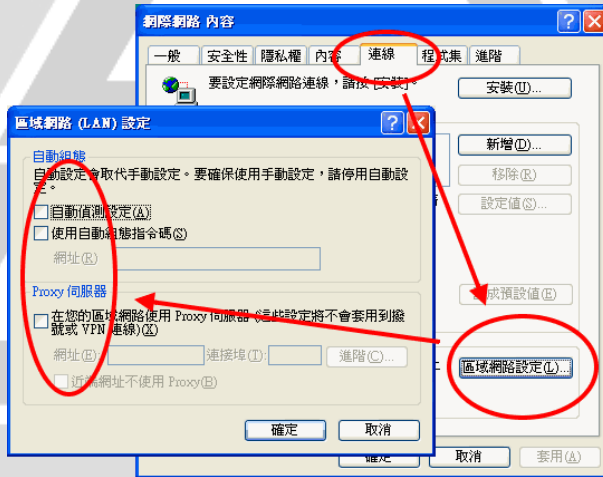 網際網路 內容
一般 安全性 隱私權 內容 連線 程式集 進階
要設定網際網路連線，請按 [安裝]。
安裝(U)...
新增(D)...
移除(R)
設定值(S)...
成預設值(E)
區域網路設定(L)...
確定 取消 套用(A)
區域網路 (LAN) 設定
自動組態
自動設定會取代手動設定。要確保使用手動設定，請停用自動設
定。
自動偵測設定(A)
使用自動組態指令碼(S)
網址(R)
Proxy 伺服器
在您的區域網路使用 Proxy 伺服器 (這些設定將不會套用到撥
號或 VPN 連線)(X)
網址(E): 連接埠(T): 進階(C)...
近端網址不使用 Proxy(B)
確定 取消